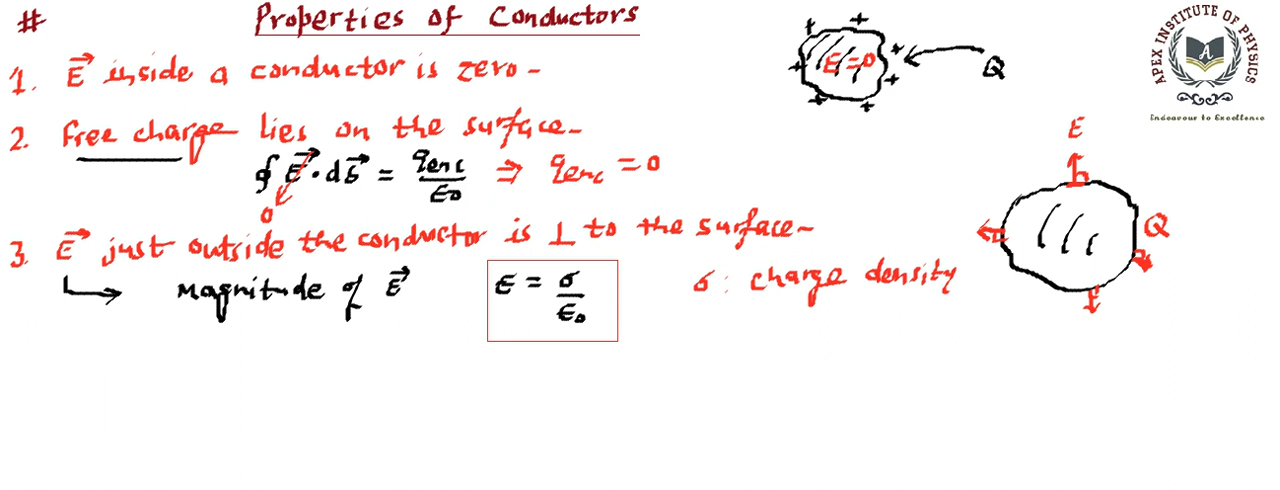 # Properties of Conductors
1. E⃗ inside a conductor is zero-
2. free charge lies on the surface-
∮ E⃗ · dS⃗ = qenc/ε0 ⇒ qenc = 0
0
3. E⃗ just outside the conductor is ⊥ to the surface-
↳ Magnitude of E⃗ E = σ/ε0 σ: charge density
+ + + + + + +
E = 0
Q
E
Q
APEX INSTITUTE OF PHYSICS
A
Endeavour to Excellence